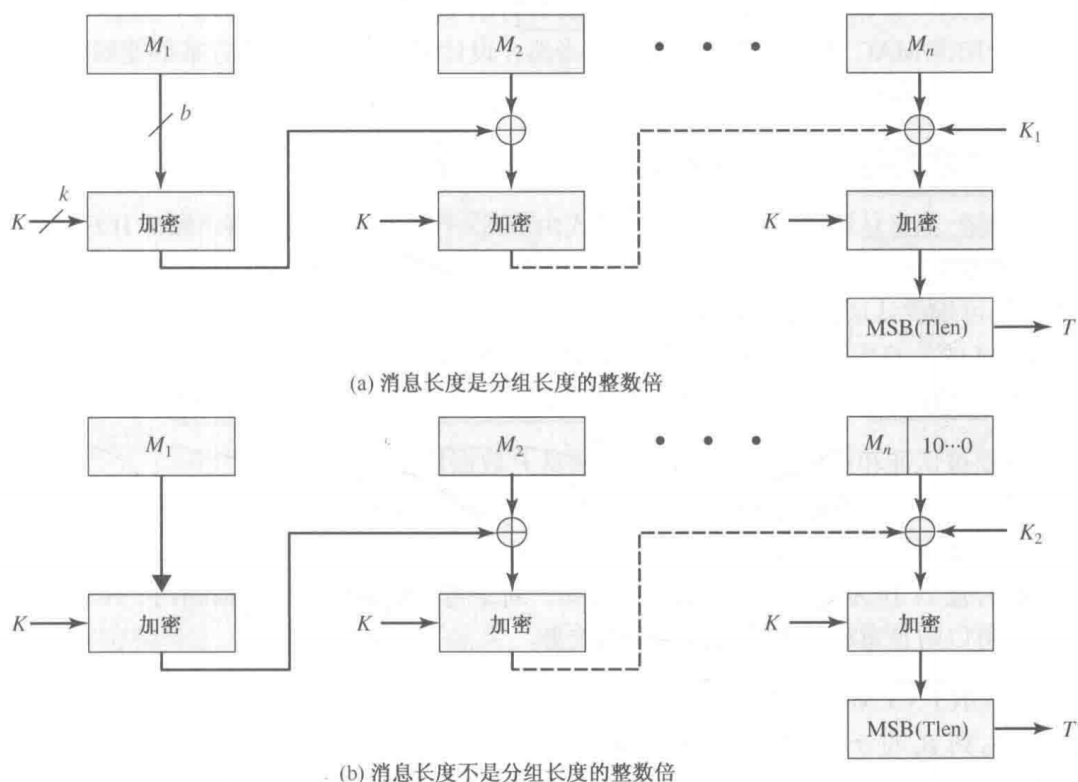 M₁ M₂ • • • Mₙ
b
K₁
k
K 加密 K 加密 K 加密
MSB(Tlen) T
(a) 消息长度是分组长度的整数倍
M₁ M₂ • • • Mₙ 10···0
K₂
K 加密 K 加密 K 加密
MSB(Tlen) T
(b) 消息长度不是分组长度的整数倍